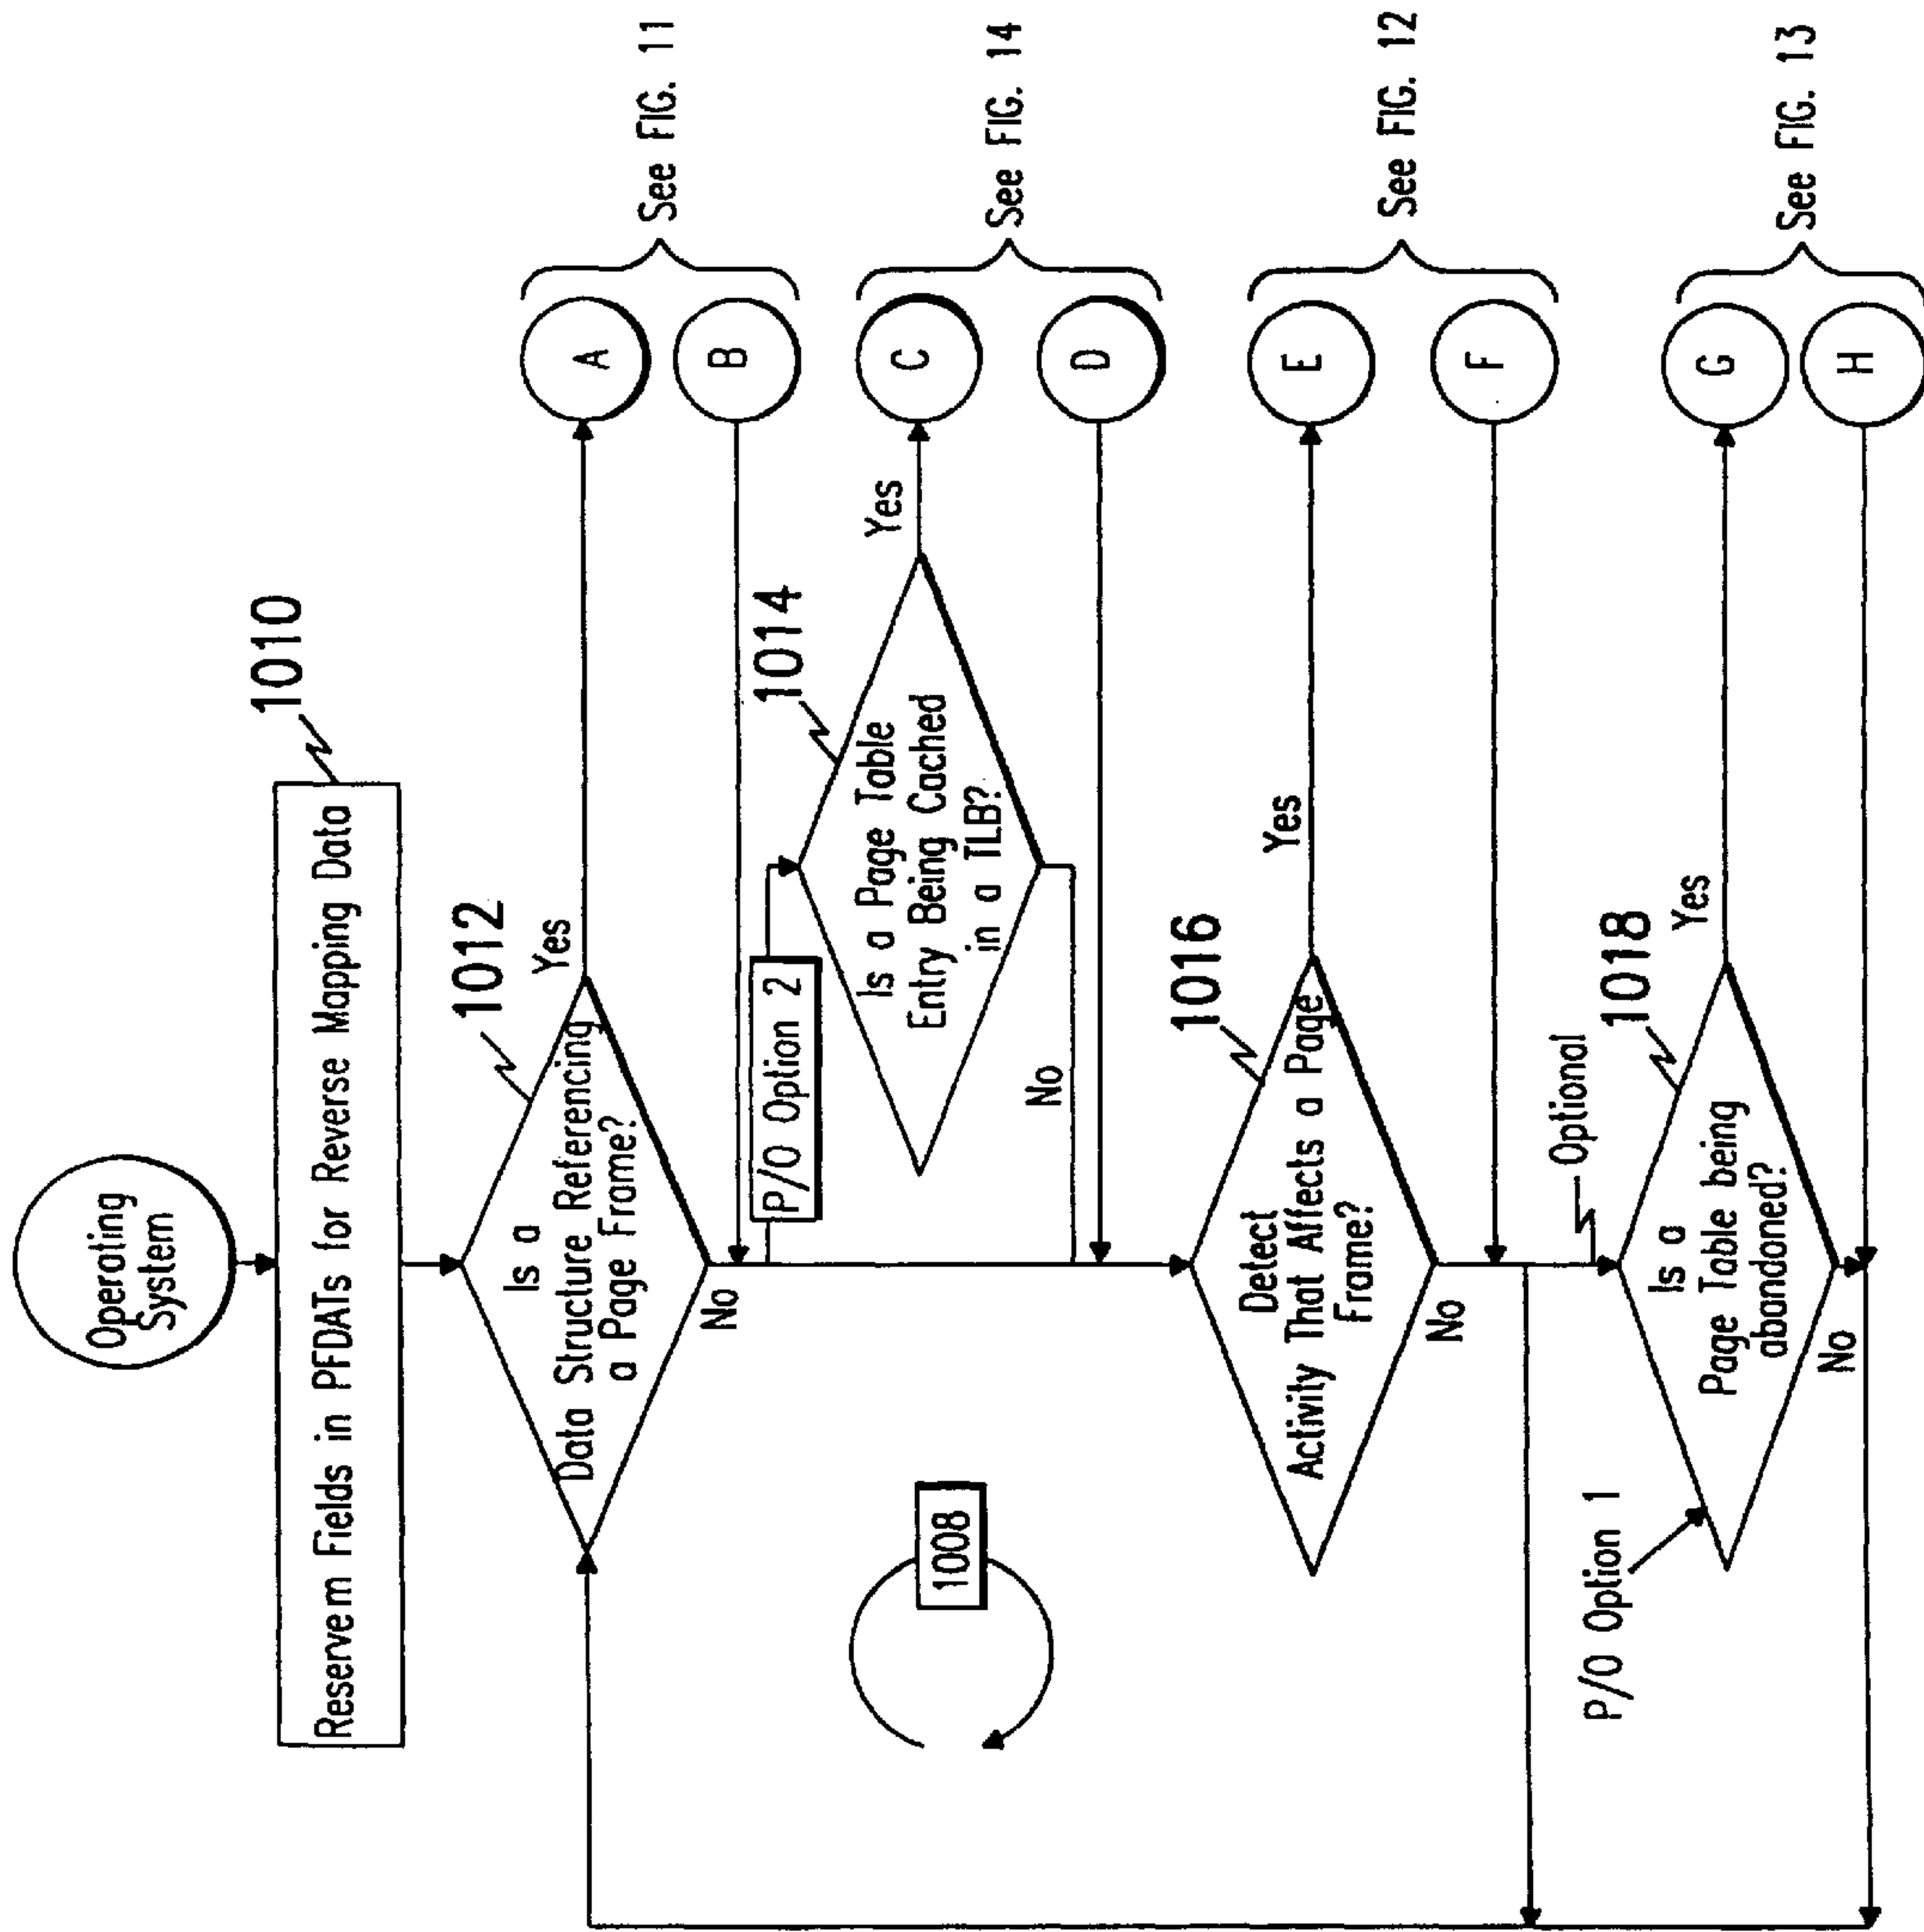 Operating
System
1010
Reserve m Fields in PFDATs for Reverse Mapping Data
1012
Is a
Data Structure Referencing
a Page Frame?
Yes
No
A
B
See FIG. 11
P/O Option 2
1014
Is a Page Table
Entry Being Cached
in a TLB?
Yes
No
C
D
See FIG. 14
1008
1016
Detect
Activity That Affects a Page
Frame?
Yes
No
E
F
See FIG. 12
Optional
P/O Option 1
1018
Is a
Page Table being
abandoned?
Yes
No
G
H
See FIG. 13